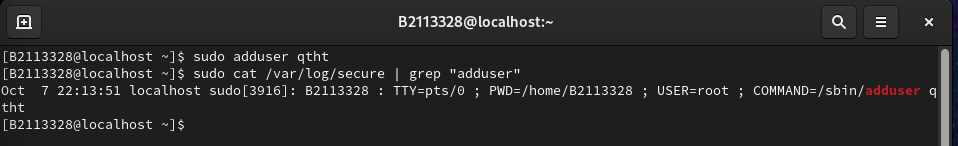 B2113328@localhost:~
[B2113328@localhost ~]$ sudo adduser qtht
[B2113328@localhost ~]$ sudo cat /var/log/secure | grep "adduser"
Oct  7 22:13:51 localhost sudo[3916]: B2113328 : TTY=pts/0 ; PWD=/home/B2113328 ; USER=root ; COMMAND=/sbin/adduser q
tht
[B2113328@localhost ~]$